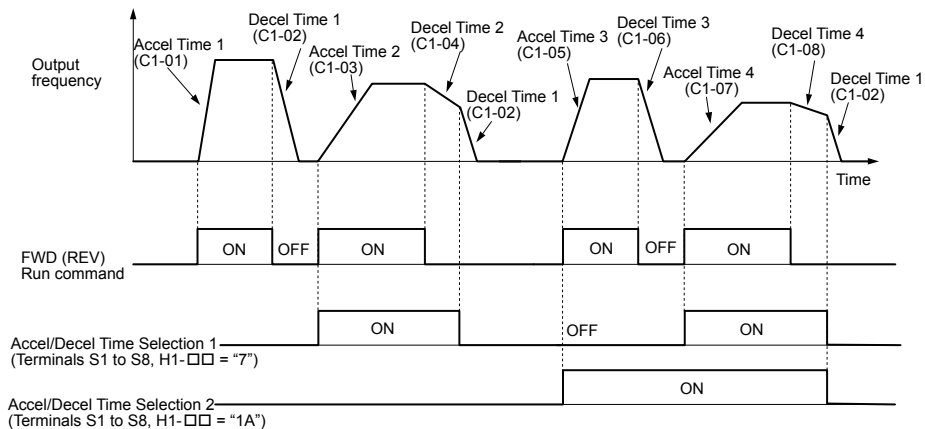 Output
frequency
Accel Time 1
(C1-01)
Decel Time 1
(C1-02)
Accel Time 2
(C1-03)
Decel Time 2
(C1-04)
Decel Time 1
(C1-02)
Accel Time 3
(C1-05)
Decel Time 3
(C1-06)
Accel Time 4
(C1-07)
Decel Time 4
(C1-08)
Decel Time 1
(C1-02)
Time
FWD (REV)
Run command
ON
OFF
ON
ON
OFF
ON
Accel/Decel Time Selection 1
(Terminals S1 to S8, H1-□□ = “7”)
ON
OFF
ON
Accel/Decel Time Selection 2
(Terminals S1 to S8, H1-□□ = “1A”)
ON